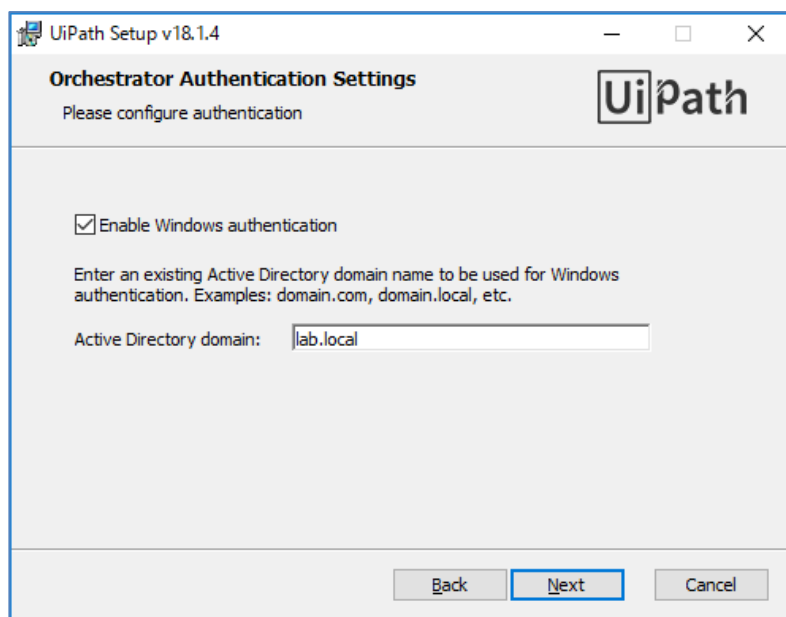 UiPath Setup v18.1.4
Orchestrator Authentication Settings
Please configure authentication
UiPath
Enable Windows authentication
Enter an existing Active Directory domain name to be used for Windows
authentication. Examples: domain.com, domain.local, etc.
Active Directory domain: lab.local
Back Next Cancel